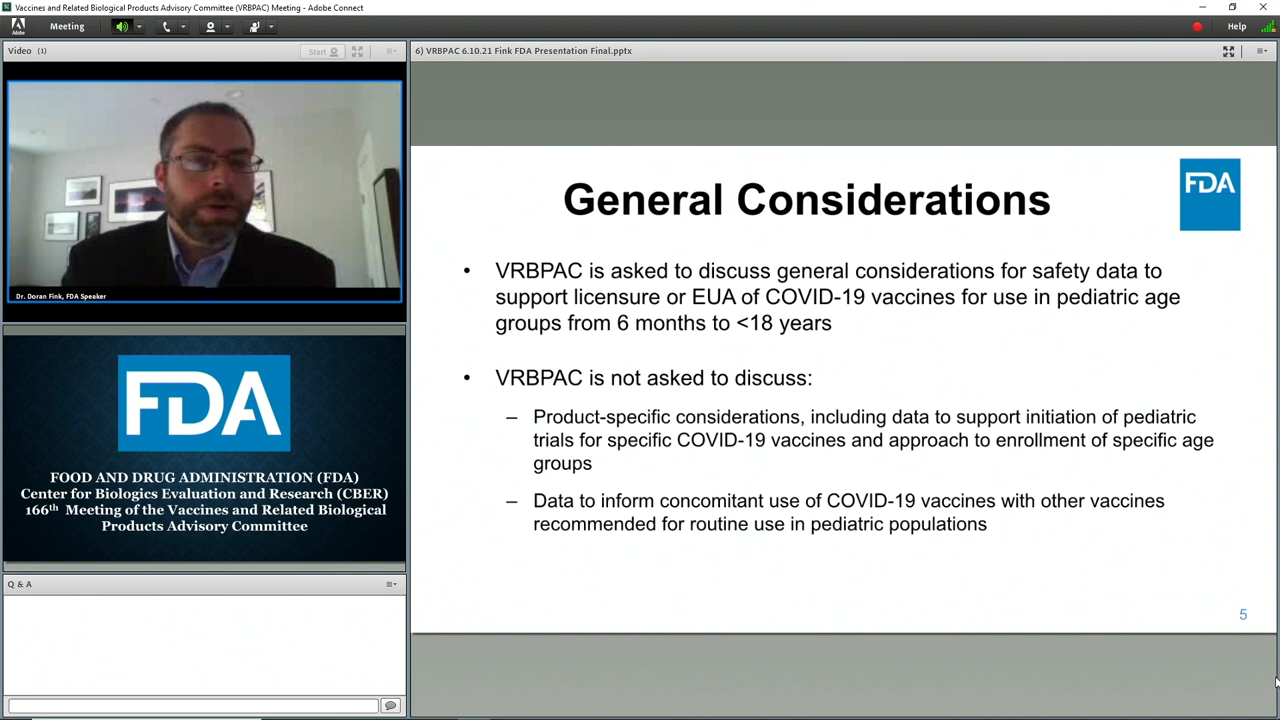 Vaccines and Related Biological Products Advisory Committee (VRBPAC) Meeting - Adobe Connect
Adobe
Meeting
Help
Video (1)
Start
Dr. Doran Fink, FDA Speaker
FDA
FOOD AND DRUG ADMINISTRATION (FDA)
Center for Biologics Evaluation and Research (CBER)
166th Meeting of the Vaccines and Related Biological
Products Advisory Committee
Q & A
6) VRBPAC 6.10.21 Fink FDA Presentation Final.pptx
General Considerations
FDA
• VRBPAC is asked to discuss general considerations for safety data to
support licensure or EUA of COVID-19 vaccines for use in pediatric age
groups from 6 months to <18 years
• VRBPAC is not asked to discuss:
– Product-specific considerations, including data to support initiation of pediatric
trials for specific COVID-19 vaccines and approach to enrollment of specific age
groups
– Data to inform concomitant use of COVID-19 vaccines with other vaccines
recommended for routine use in pediatric populations
5